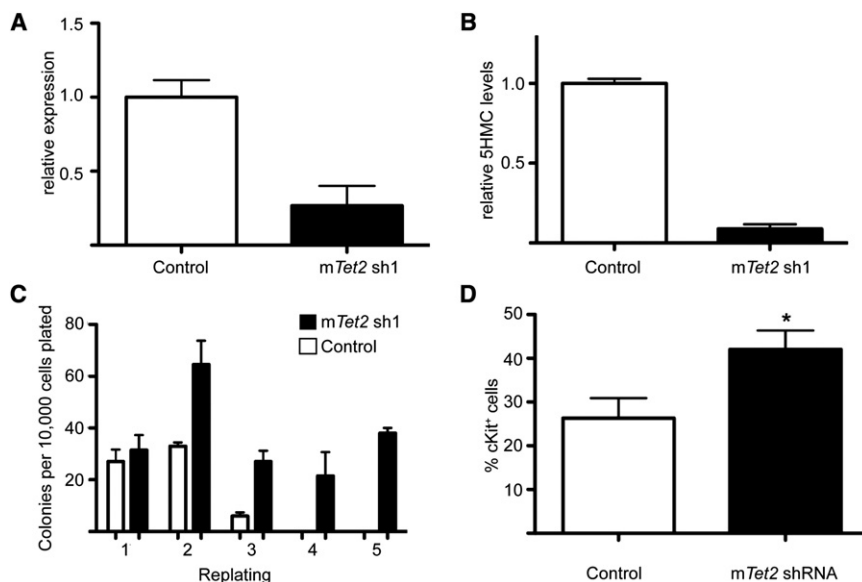 A
relative expression
1.5
1.0
0.5
Control
mTet2 sh1
B
relative 5HMC levels
1.0
0.5
Control
mTet2 sh1
C
Colonies per 10,000 cells plated
80
60
40
20
mTet2 sh1
Control
1 2 3 4 5
Replating
D
% cKit+ cells
50
40
30
20
10
*
Control
mTet2 shRNA